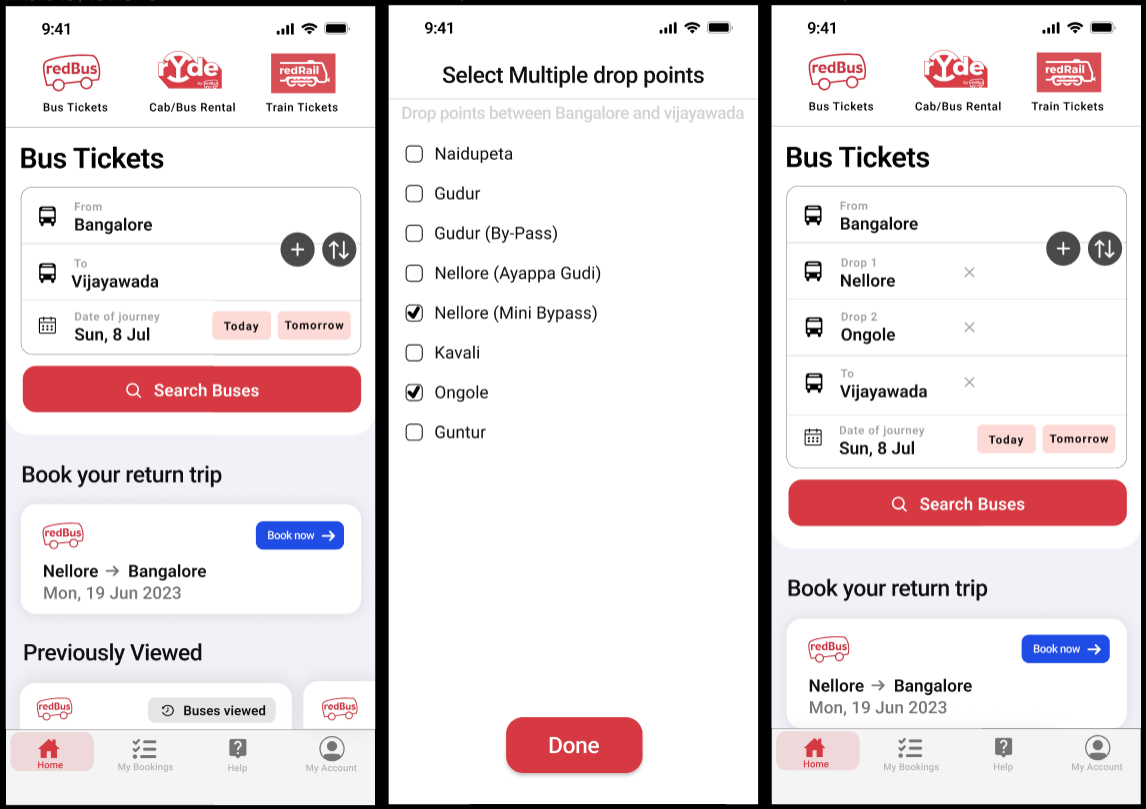 9:41
redBus
rYde
redRail
Bus Tickets
Cab/Bus Rental
Train Tickets
Bus Tickets
From
Bangalore
To
Vijayawada
Date of journey
Sun, 8 Jul
Today
Tomorrow
Search Buses
Book your return trip
redBus
Book now
Nellore → Bangalore
Mon, 19 Jun 2023
Previously Viewed
redBus
Buses viewed
redBus
Home
My Bookings
Help
My Account
9:41
Select Multiple drop points
Drop points between Bangalore and vijayawada
Naidupeta
Gudur
Gudur (By-Pass)
Nellore (Ayappa Gudi)
Nellore (Mini Bypass)
Kavali
Ongole
Guntur
Done
9:41
redBus
rYde
redRail
Bus Tickets
Cab/Bus Rental
Train Tickets
Bus Tickets
From
Bangalore
Drop 1
Nellore
Drop 2
Ongole
To
Vijayawada
Date of journey
Sun, 8 Jul
Today
Tomorrow
Search Buses
Book your return trip
redBus
Book now
Nellore → Bangalore
Mon, 19 Jun 2023
Home
My Bookings
Help
My Account